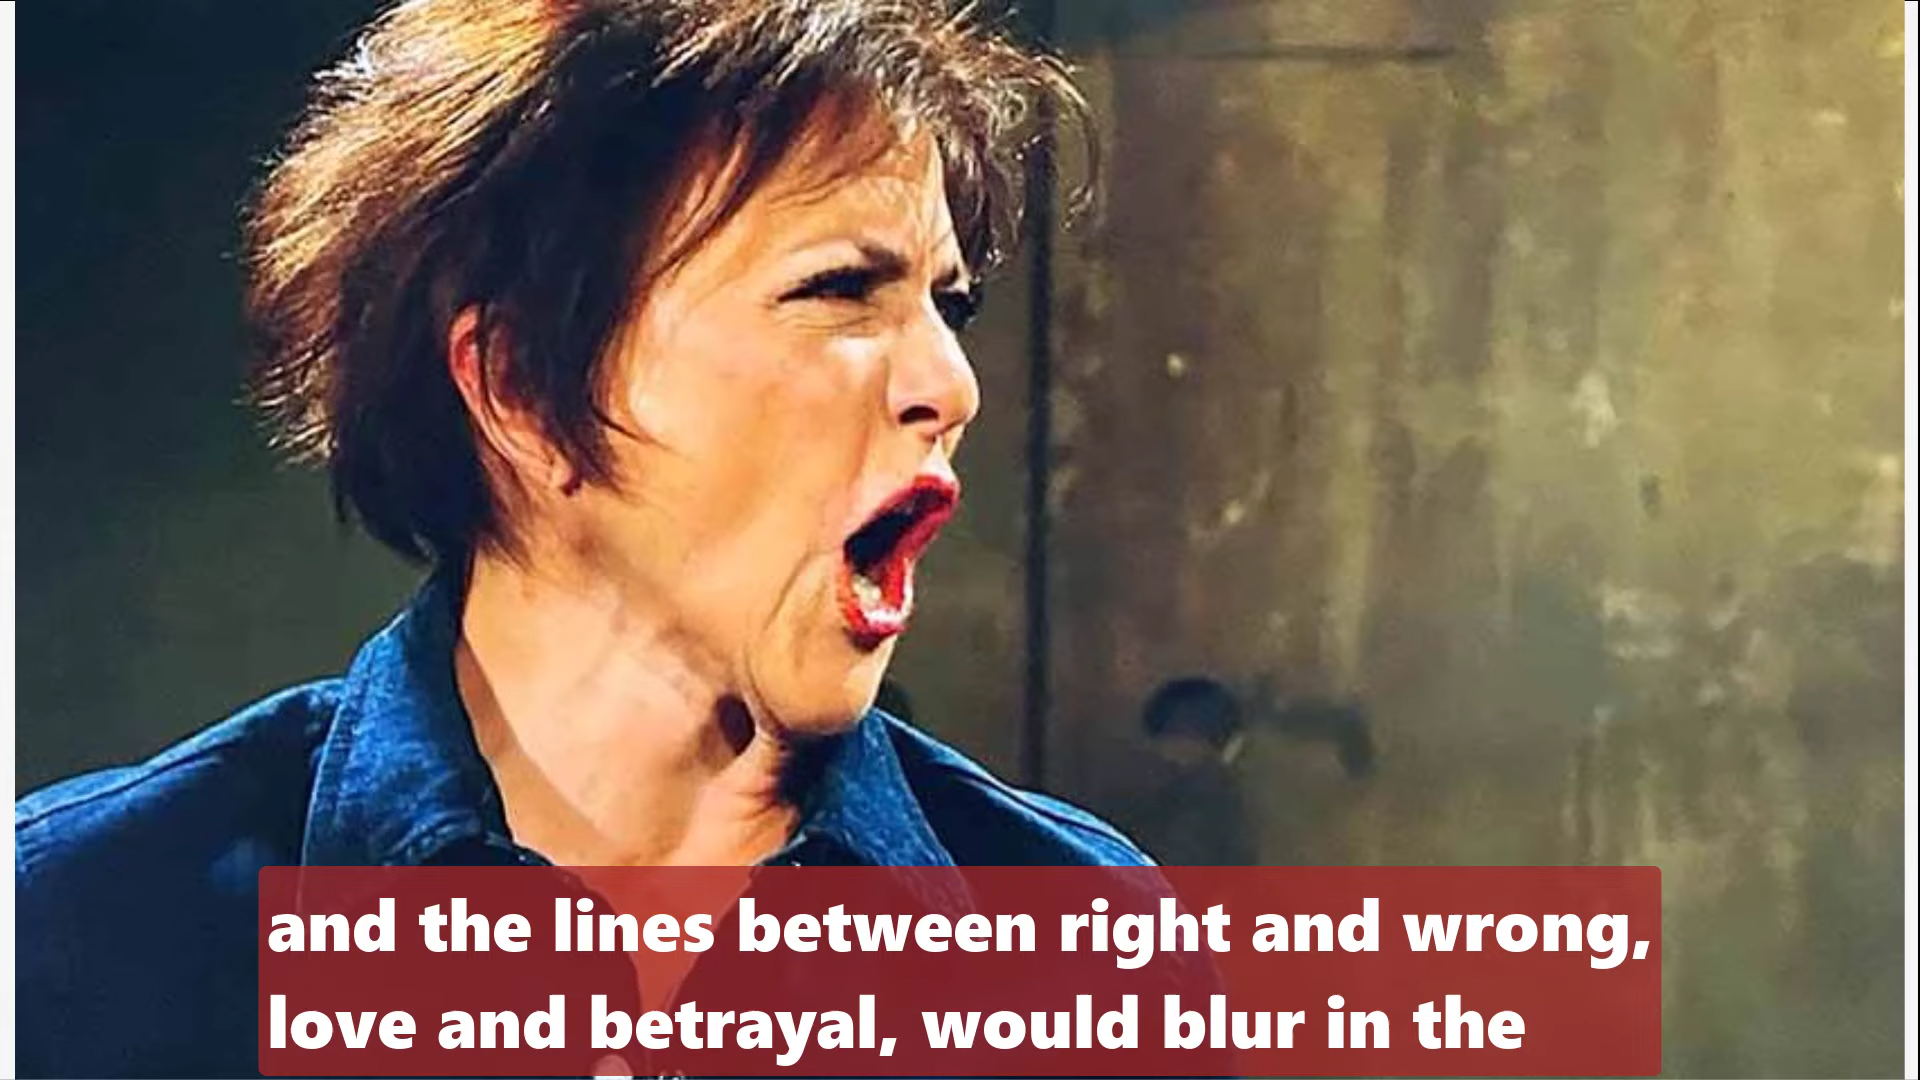 and the lines between right and wrong,
love and betrayal, would blur in the